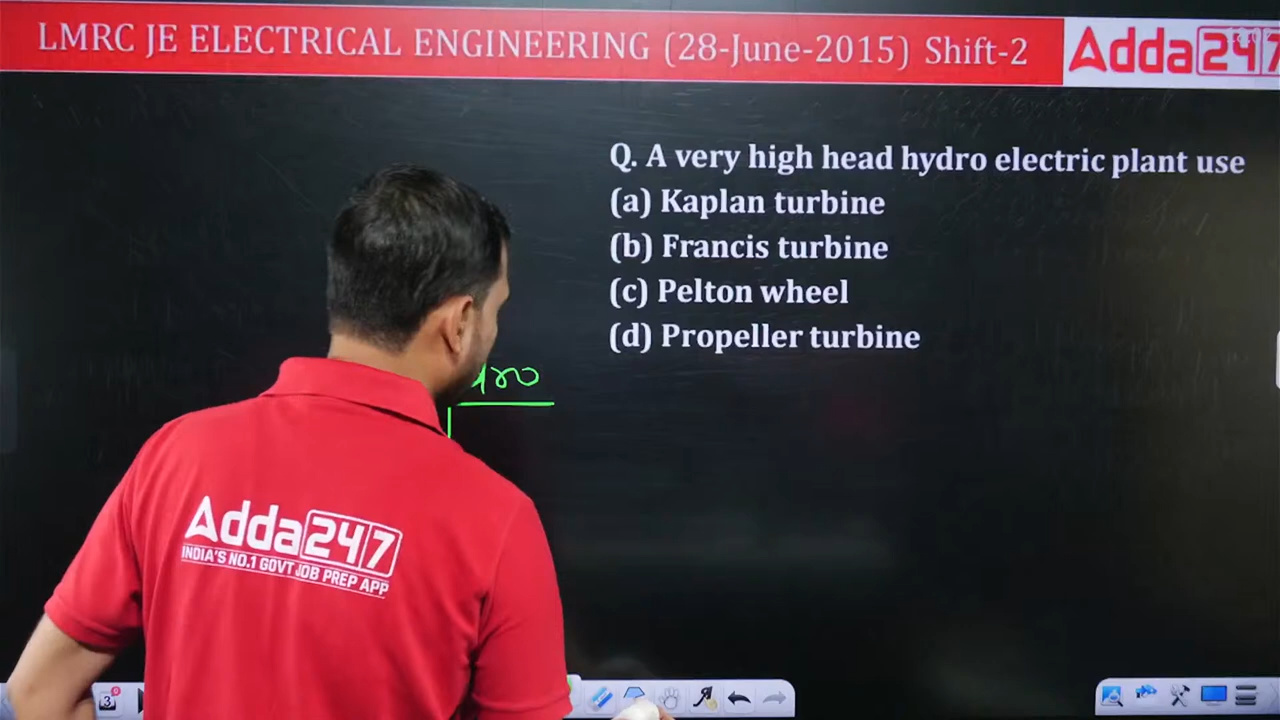 LMRC JE ELECTRICAL ENGINEERING (28-June-2015) Shift-2
Adda247
Q. A very high head hydro electric plant use
(a) Kaplan turbine
(b) Francis turbine
(c) Pelton wheel
(d) Propeller turbine
Adda247
INDIA'S NO.1 GOVT JOB PREP APP
3